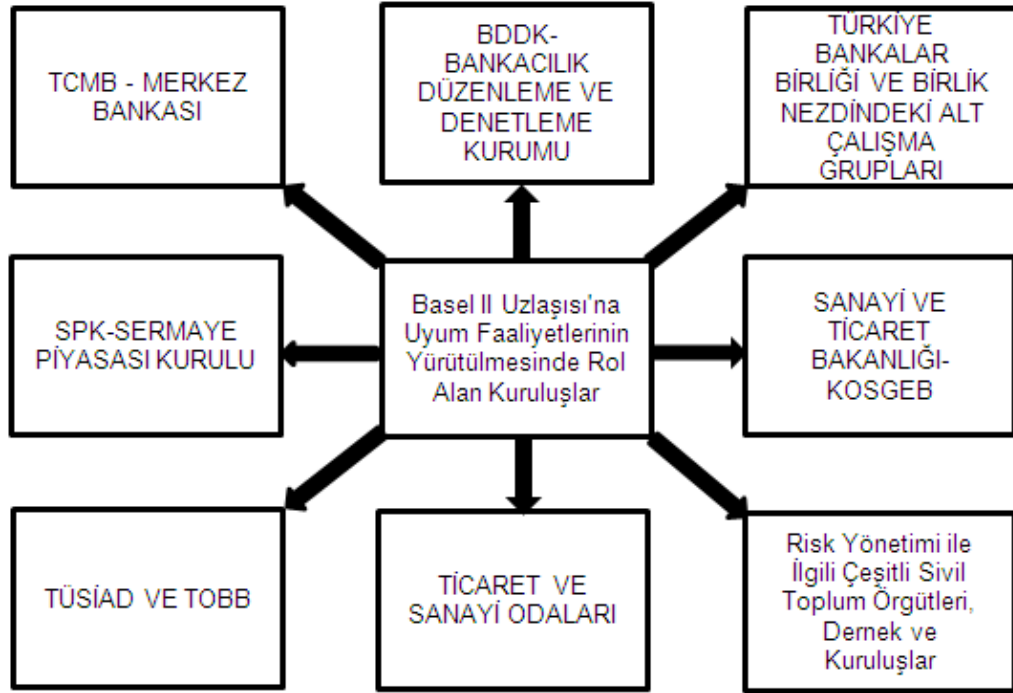 TCMB - MERKEZ
BANKASI
BDDK-
BANKACILIK
DÜZENLEME VE
DENETLEME
KURUMU
TÜRKİYE
BANKALAR
BİRLİĞİ VE BİRLİK
NEZDİNDEKİ ALT
ÇALIŞMA
GRUPLARI
SPK-SERMAYE
PİYASASI KURULU
Basel II Uzlaşısı'na
Uyum Faaliyetlerinin
Yürütülmesinde Rol
Alan Kuruluşlar
SANAYİ VE
TİCARET
BAKANLIĞI-
KOSGEB
TÜSİAD VE TOBB
TİCARET VE
SANAYİ ODALARI
Risk Yönetimi ile
İlgili Çeşitli Sivil
Toplum Örgütleri,
Dernek ve
Kuruluşlar